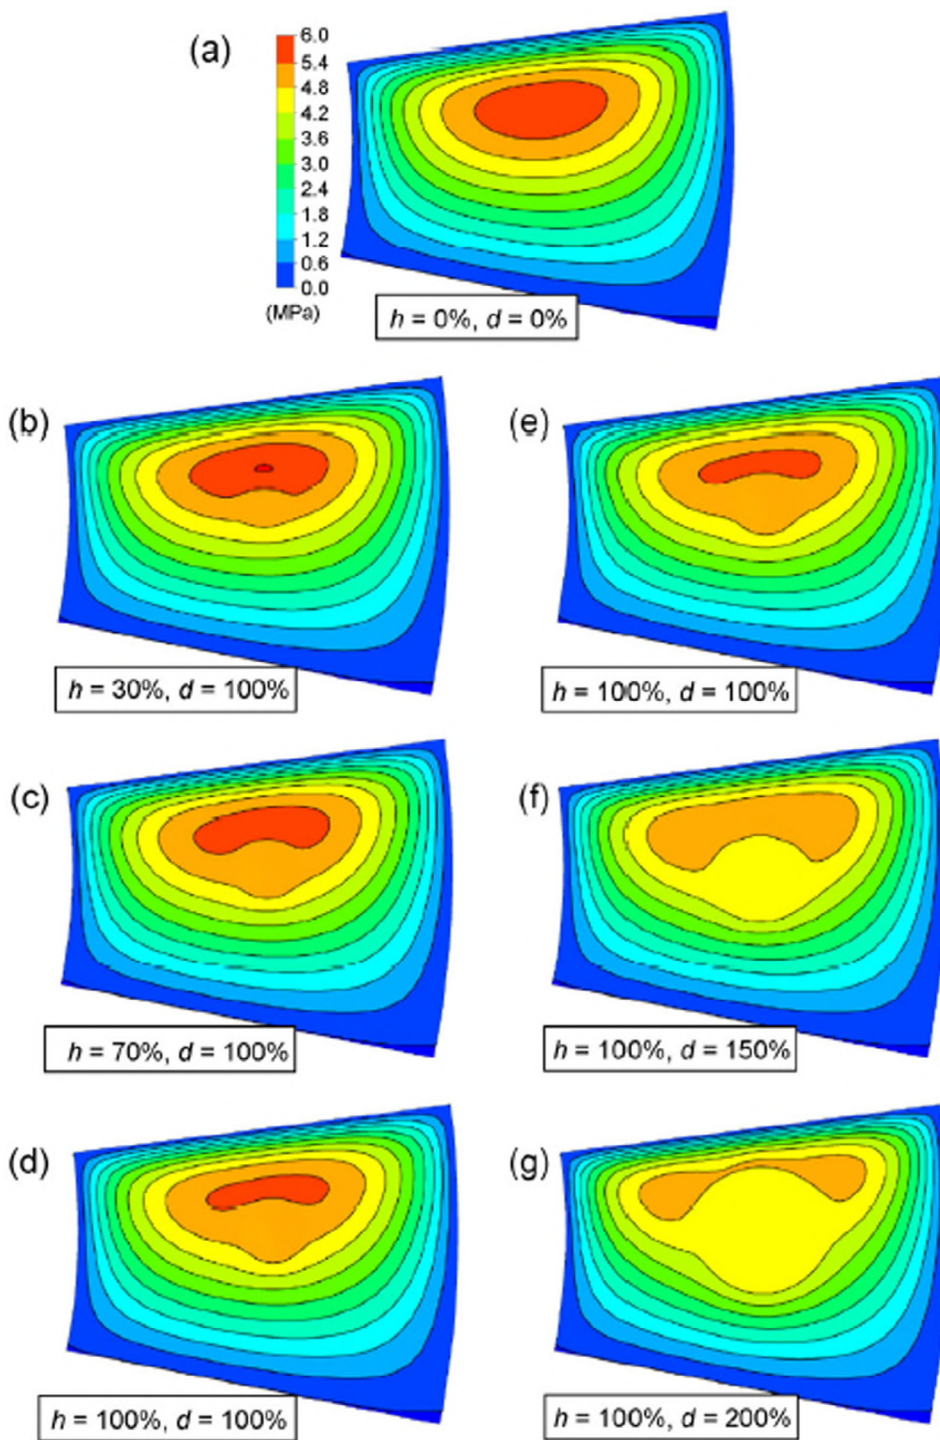 (a)
6.0
5.4
4.8
4.2
3.6
3.0
2.4
1.8
1.2
0.6
0.0
(MPa)
h = 0%, d = 0%
(b)
(e)
h = 30%, d = 100%
h = 100%, d = 100%
(c)
(f)
h = 70%, d = 100%
h = 100%, d = 150%
(d)
(g)
h = 100%, d = 100%
h = 100%, d = 200%